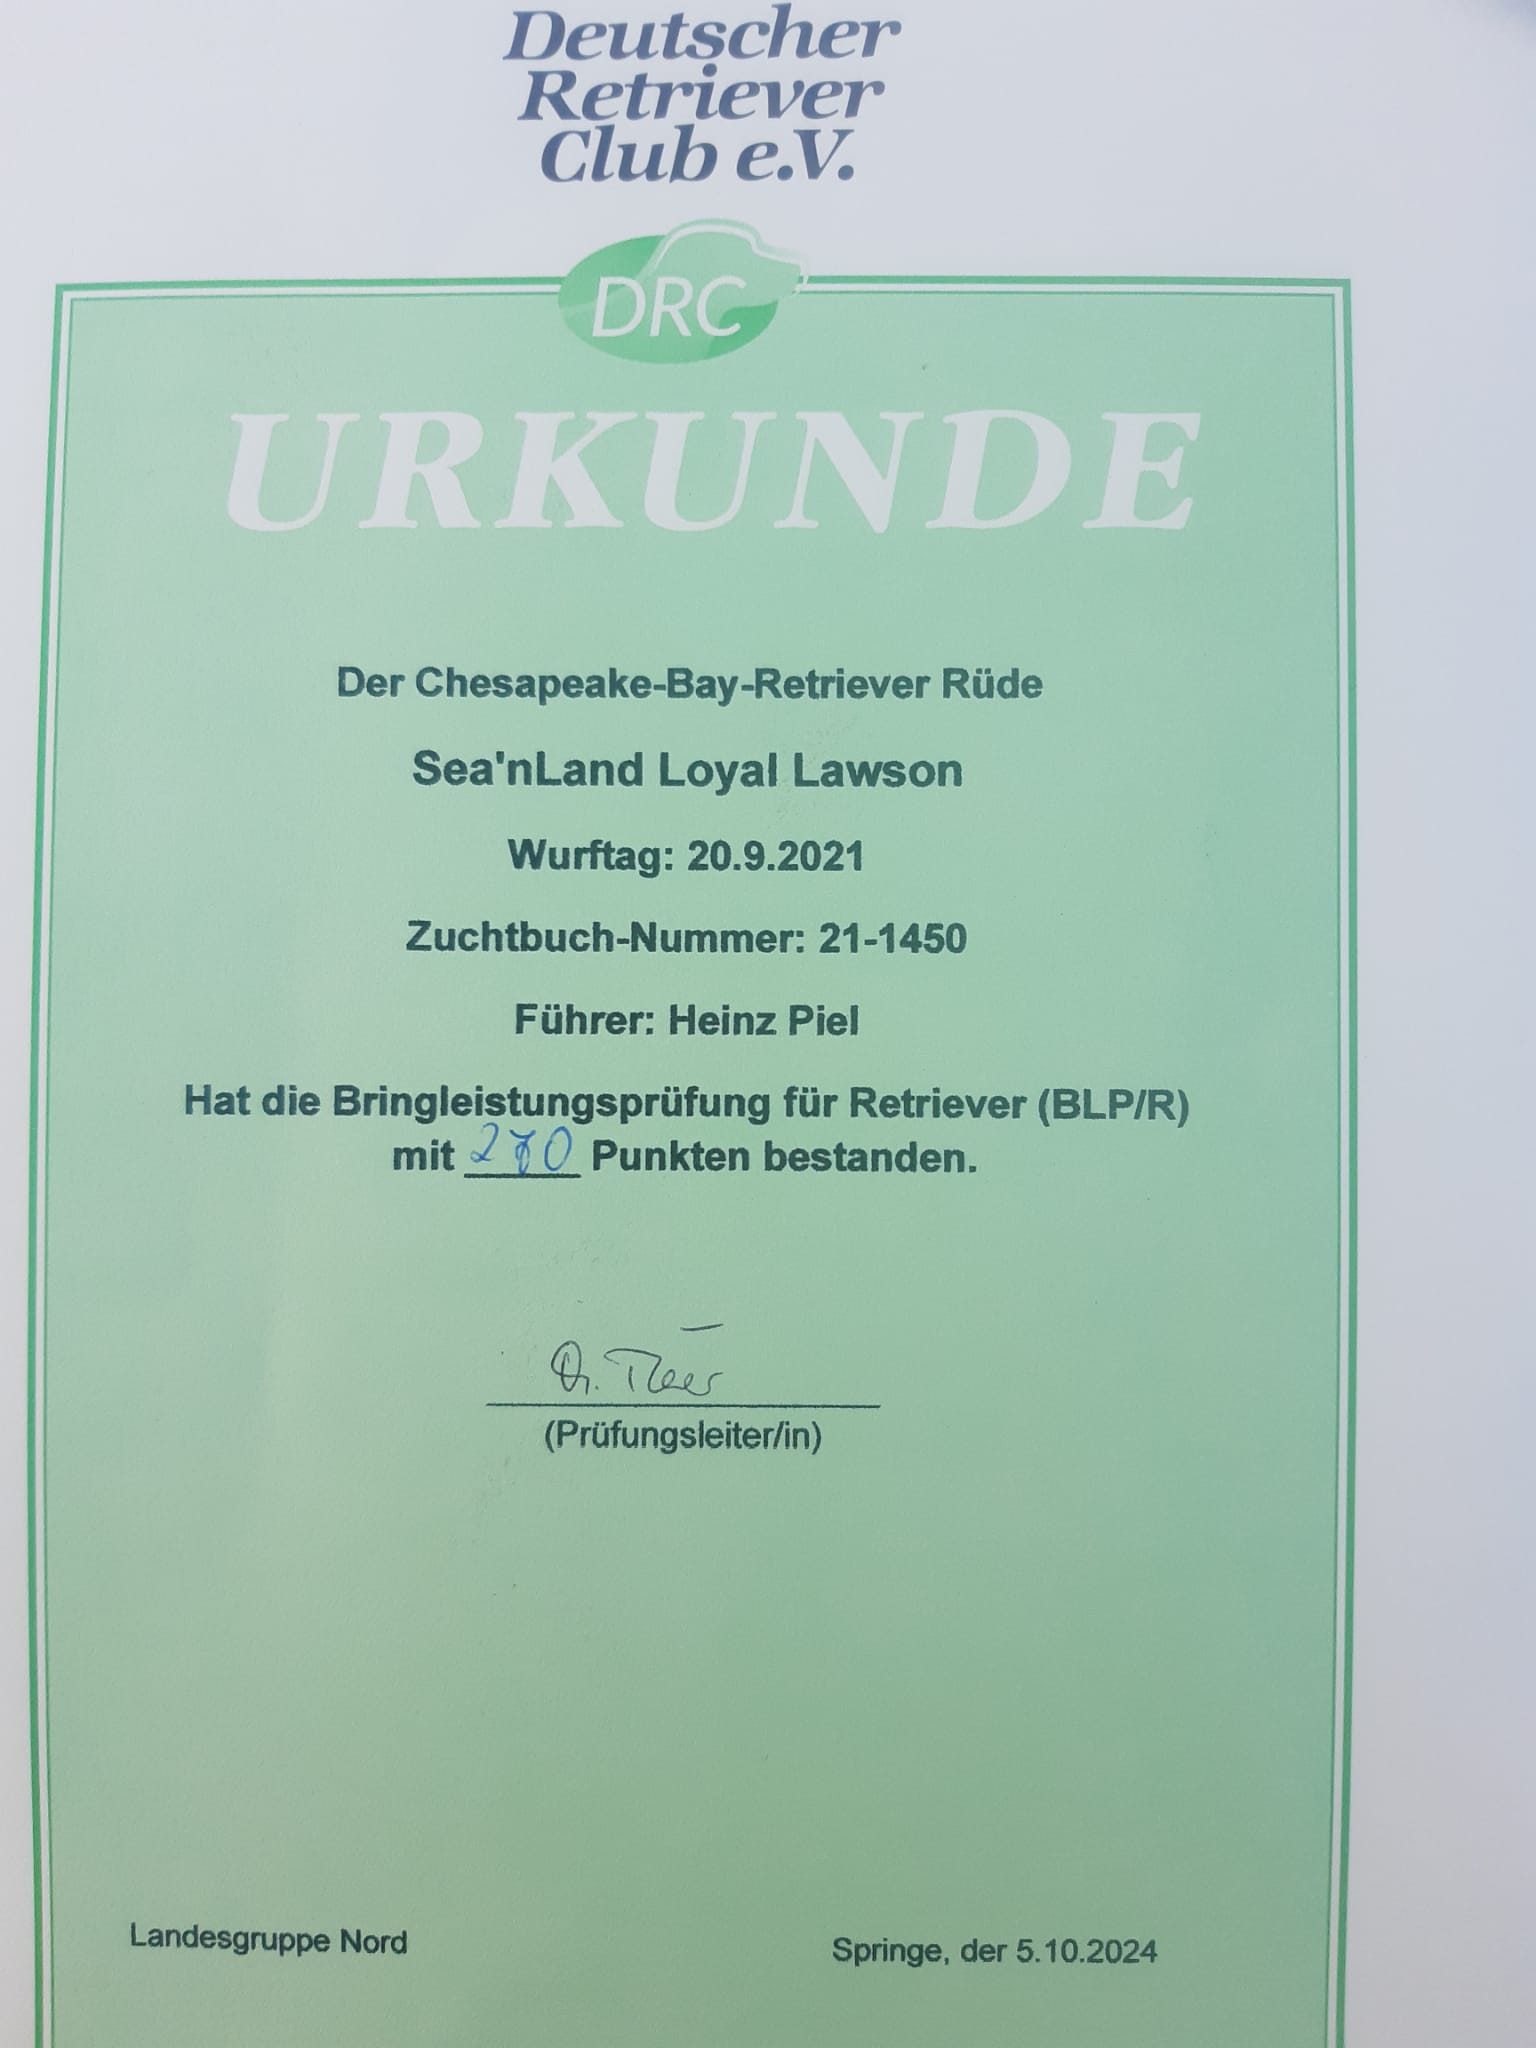 Deutscher
Retriever
Club e.V.
DRC
URKUNDE
Der Chesapeake-Bay-Retriever Rüde
Sea'nLand Loyal Lawson
Wurftag: 20.9.2021
Zuchtbuch-Nummer: 21-1450
Führer: Heinz Piel
Hat die Bringleistungsprüfung für Retriever (BLP/R)
mit Punkten bestanden.
(Prüfungsleiter/in)
Landesgruppe Nord
Springe, der 5.10.2024